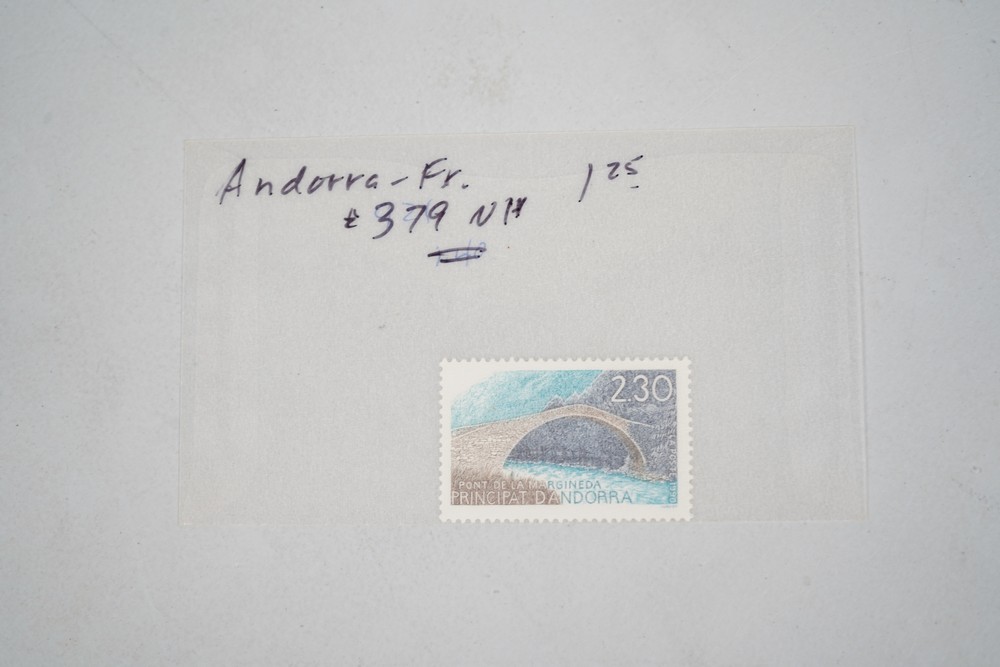 Andorra-Fr. 1 25
379 NH
2.30
PONT DE LA MARGINEDA
PRINCIPAT D'ANDORRA